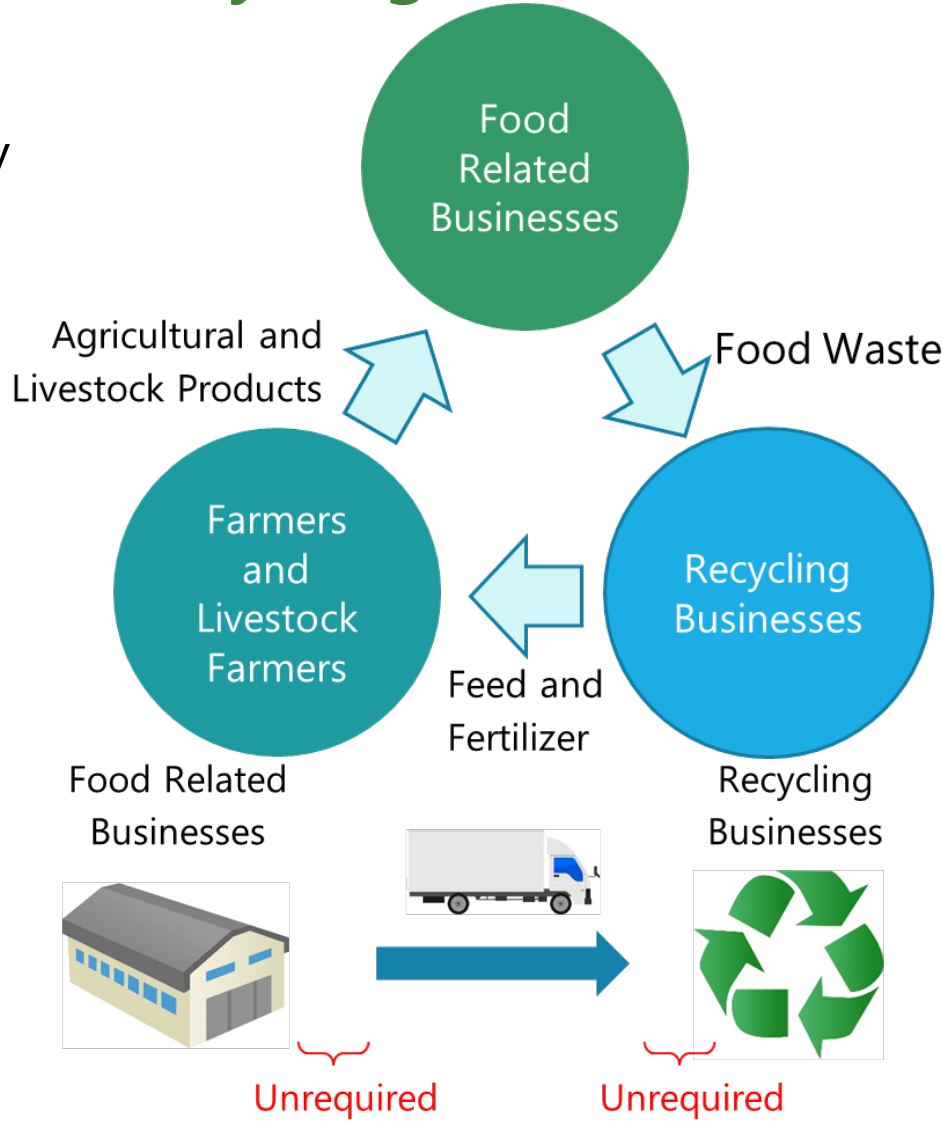 Food
Related
Businesses
Agricultural and
Livestock Products
Food Waste
Farmers
and
Livestock
Farmers
Recycling
Businesses
Feed and
Fertilizer
Food Related
Businesses
Recycling
Businesses
Unrequired
Unrequired